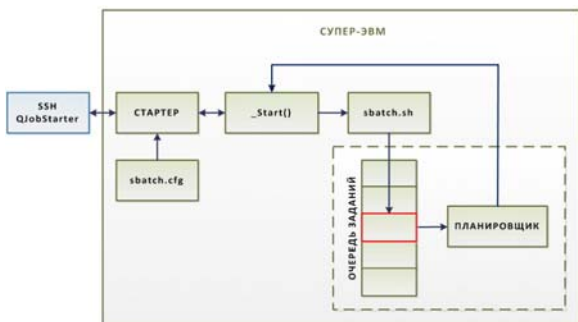 СУПЕР-ЭВМ
SSH
QJobStarter
СТАРТЕР
_Start()
sbatch.sh
sbatch.cfg
ОЧЕРЕДЬ ЗАДАНИЙ
ПЛАНИРОВЩИК